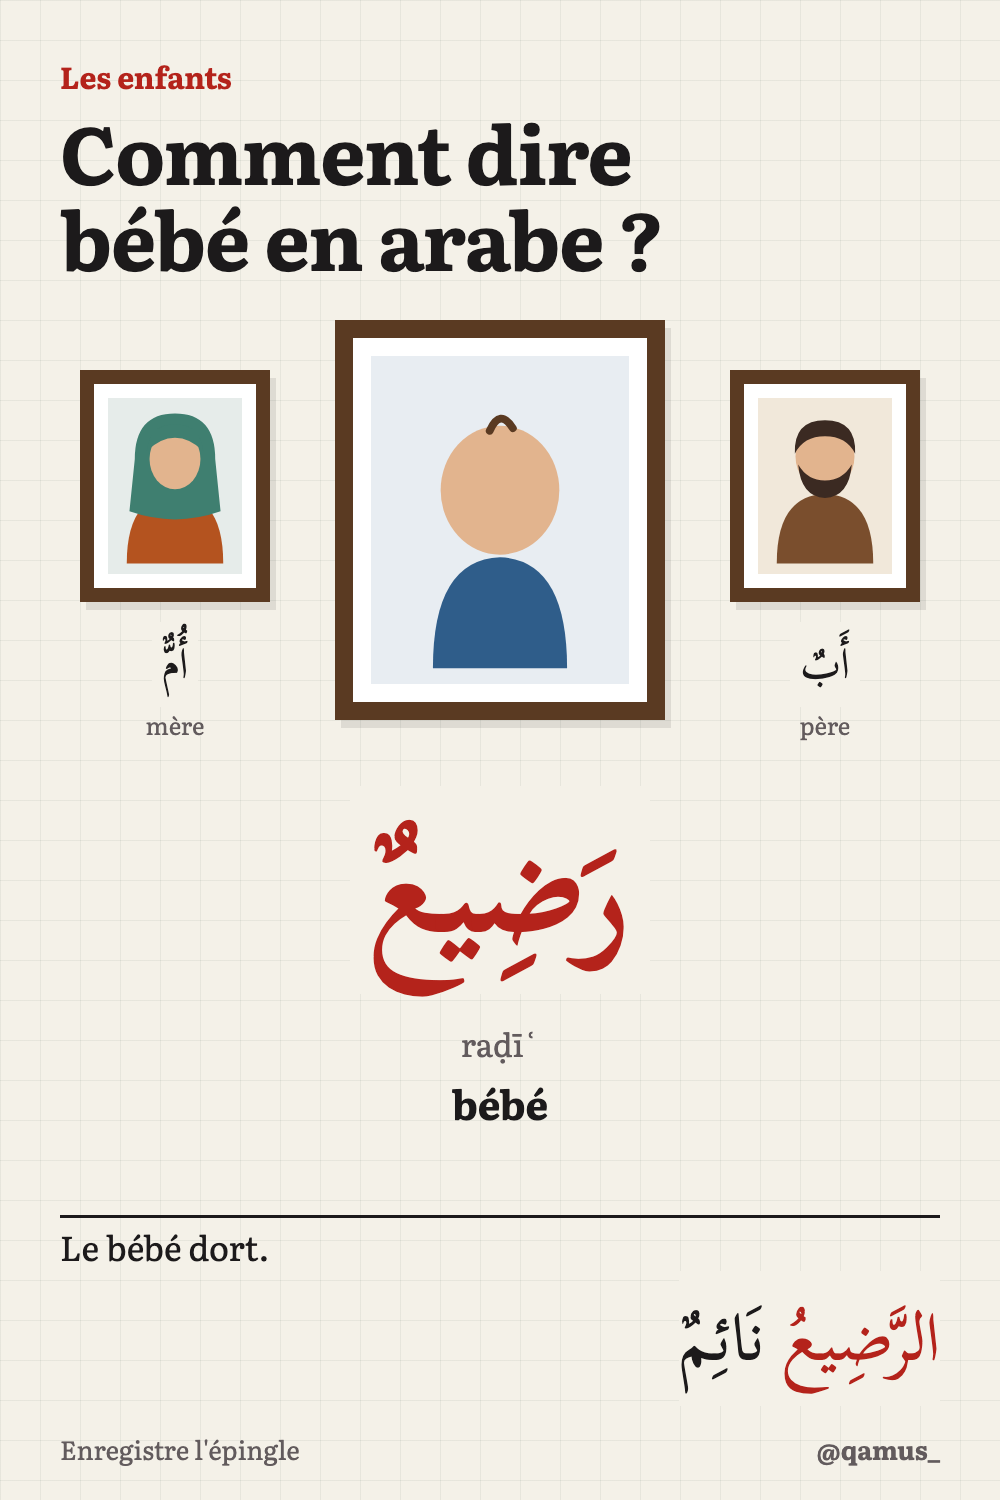 Les enfants
Comment dire
bébé en arabe ?
أُمٌّ
mère
أَبٌ
père
رَضِيعٌ
raḍīʿ
bébé
Le bébé dort.
الرَّضِيعُ نَائِمٌ
Enregistre l'épingle
@qamus_